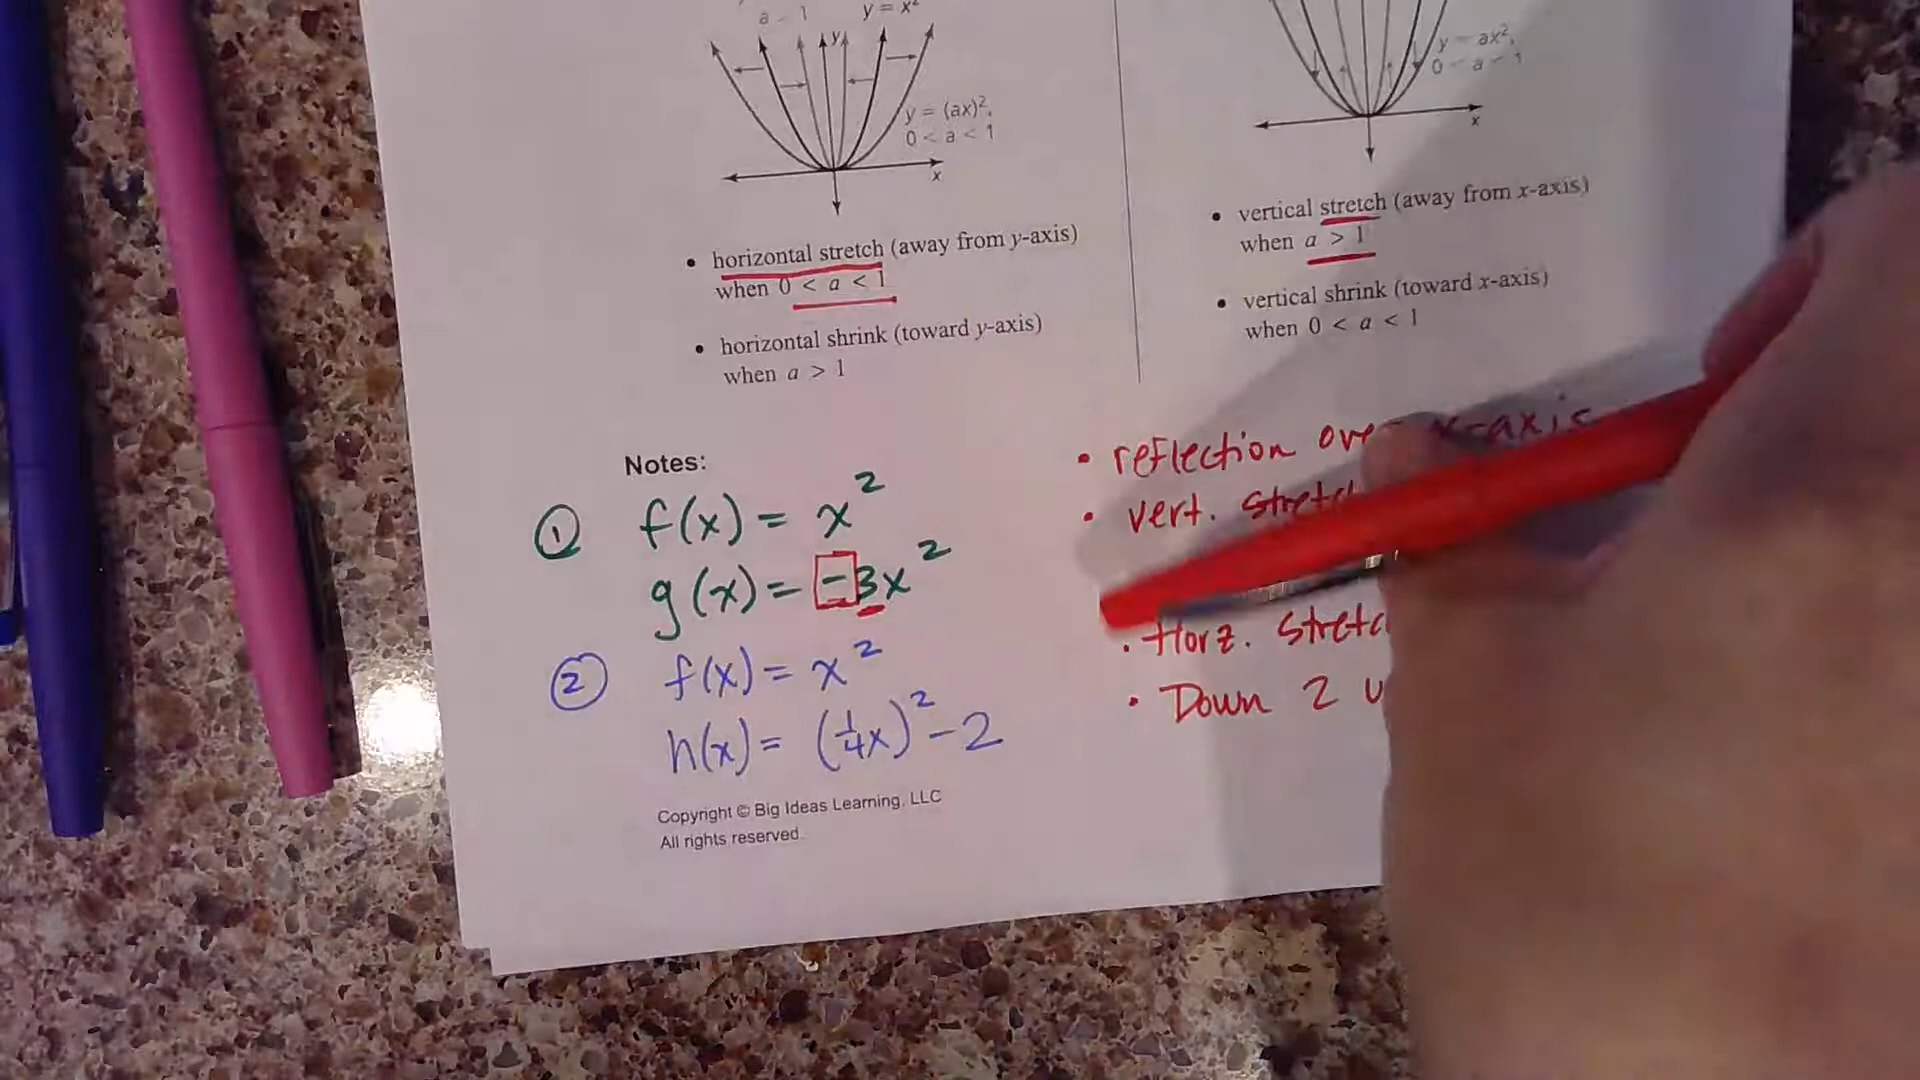 a 1
y = x²
y
y = (ax)²,
0 < a < 1
x
y = ax²,
0 < a < 1
x
• horizontal stretch (away from y-axis)
when 0 < a < 1
• horizontal shrink (toward y-axis)
when a > 1
• vertical stretch (away from x-axis)
when a > 1
• vertical shrink (toward x-axis)
when 0 < a < 1
Notes:
① f(x) = x²
g(x) = -3x²
② f(x) = x²
h(x) = (1/4x)² - 2
• reflection over x-axis
• vert.
• Horz.
• Down 2
Copyright © Big Ideas Learning, LLC
All rights reserved.